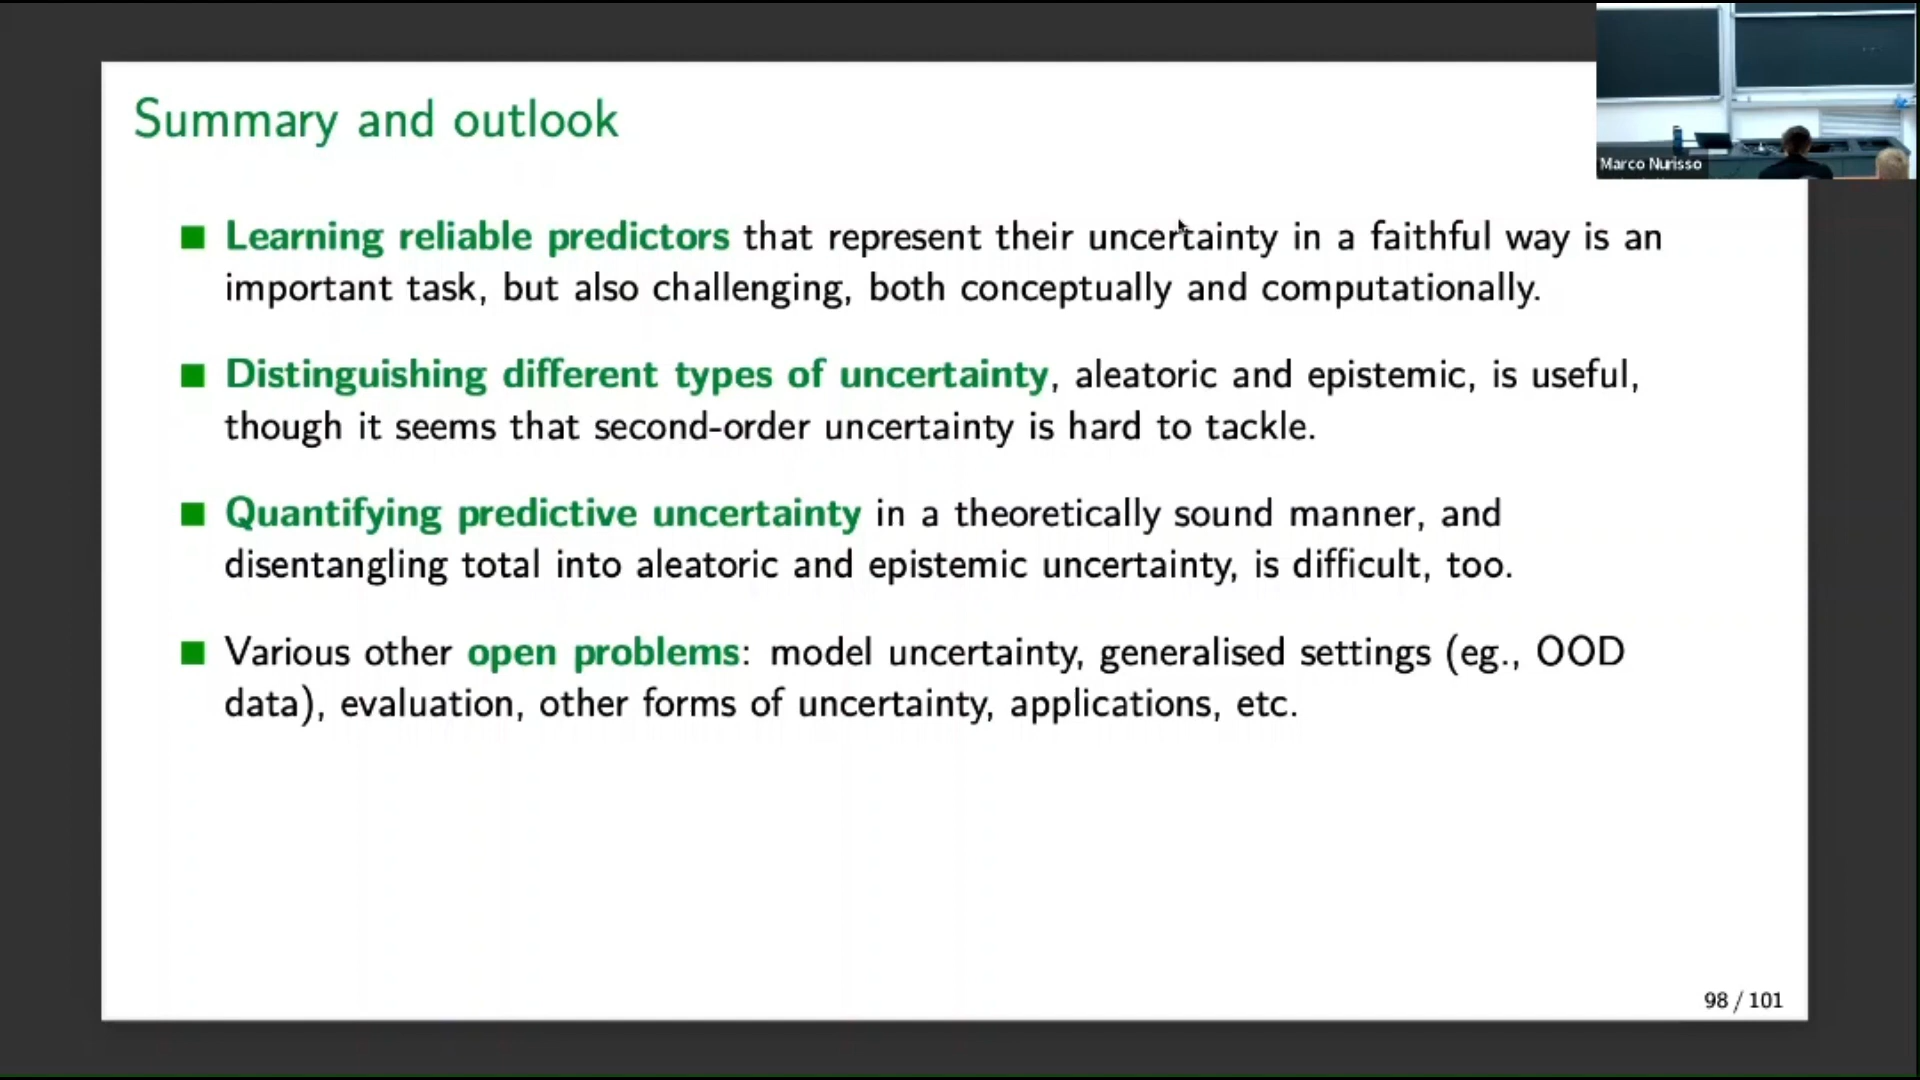 Summary and outlook
Marco Nurisso
Learning reliable predictors that represent their uncertainty in a faithful way is an
important task, but also challenging, both conceptually and computationally.
Distinguishing different types of uncertainty, aleatoric and epistemic, is useful,
though it seems that second-order uncertainty is hard to tackle.
Quantifying predictive uncertainty in a theoretically sound manner, and
disentangling total into aleatoric and epistemic uncertainty, is difficult, too.
Various other open problems: model uncertainty, generalised settings (eg., OOD
data), evaluation, other forms of uncertainty, applications, etc.
98 / 101